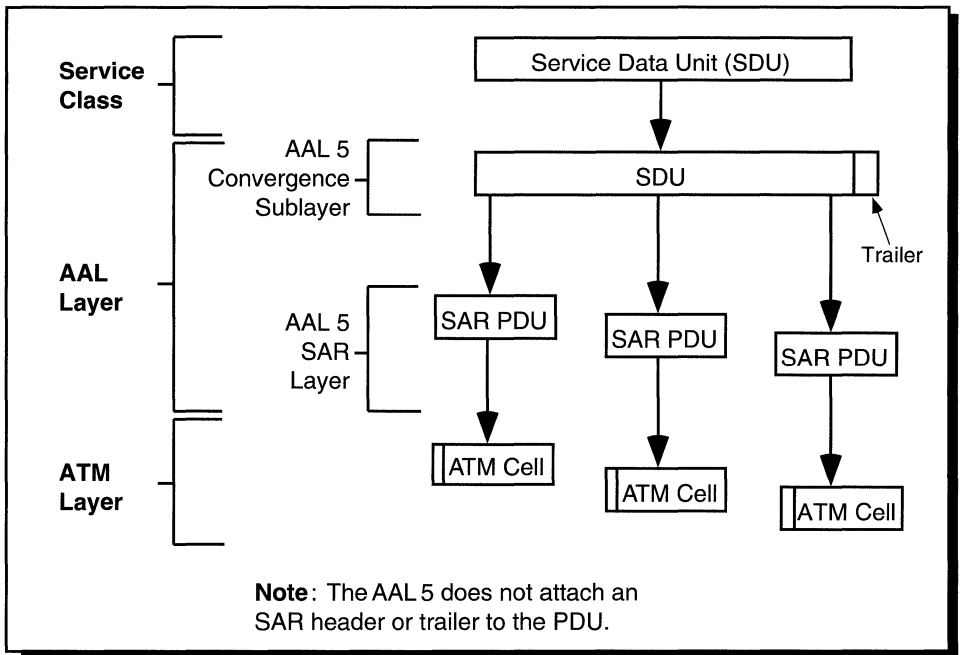 Service
Class
Service Data Unit (SDU)
AAL 5
Convergence
Sublayer
SDU
Trailer
AAL
Layer
AAL 5
SAR
Layer
SAR PDU
SAR PDU
SAR PDU
ATM
Layer
ATM Cell
ATM Cell
ATM Cell
Note: The AAL 5 does not attach an
SAR header or trailer to the PDU.